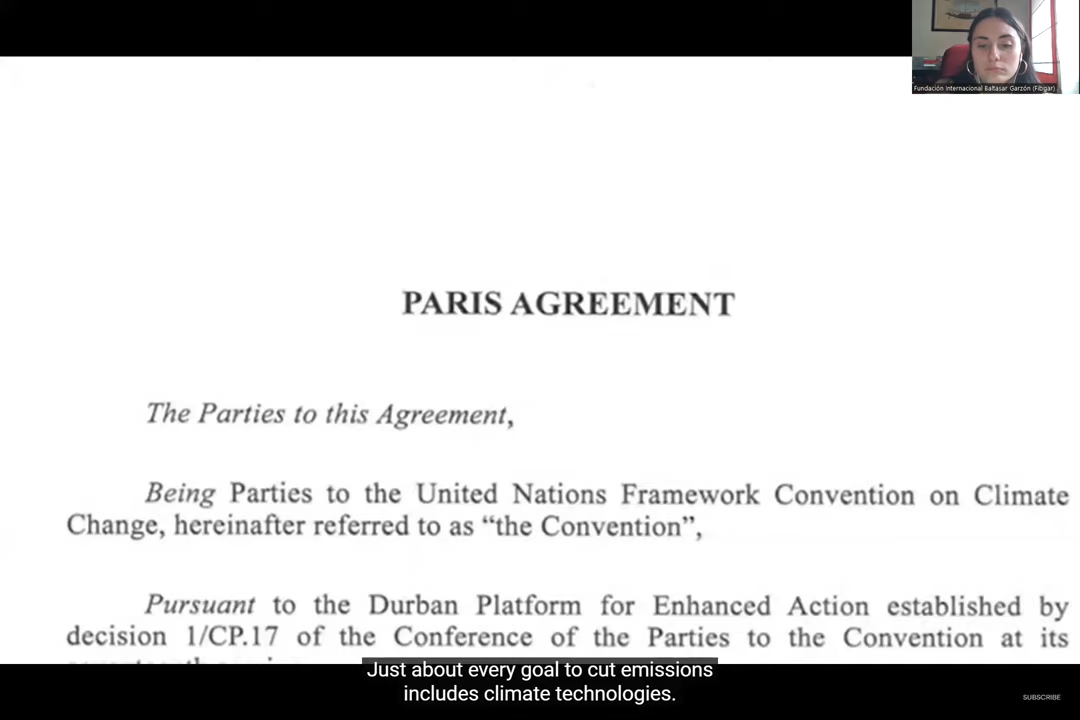 Fundación Internacional Baltasar Garzón (Fibgar)
PARIS AGREEMENT
The Parties to this Agreement,
Being Parties to the United Nations Framework Convention on Climate
Change, hereinafter referred to as “the Convention”,
Pursuant to the Durban Platform for Enhanced Action established by
decision 1/CP.17 of the Conference of the Parties to the Convention at its
Just about every goal to cut emissions
includes climate technologies.
SUBSCRIBE